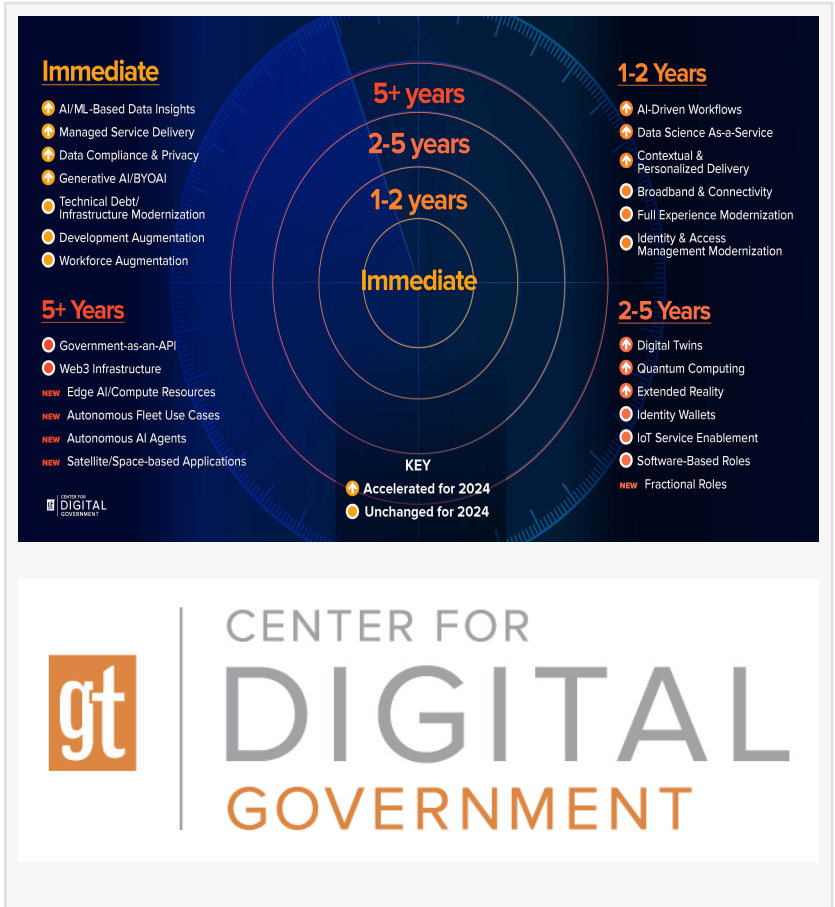 Immediate
AI/ML-Based Data Insights
Managed Service Delivery
Data Compliance & Privacy
Generative AI/BYOAI
Technical Debt/
Infrastructure Modernization
Development Augmentation
Workforce Augmentation
5+ Years
Government-as-an-API
Web3 Infrastructure
NEW Edge AI/Compute Resources
NEW Autonomous Fleet Use Cases
NEW Autonomous AI Agents
NEW Satellite/Space-based Applications
gt CENTER FOR
DIGITAL
GOVERNMENT
5+ years
2-5 years
1-2 years
Immediate
KEY
Accelerated for 2024
Unchanged for 2024
1-2 Years
AI-Driven Workflows
Data Science As-a-Service
Contextual &
Personalized Delivery
Broadband & Connectivity
Full Experience Modernization
Identity & Access
Management Modernization
2-5 Years
Digital Twins
Quantum Computing
Extended Reality
Identity Wallets
IoT Service Enablement
Software-Based Roles
NEW Fractional Roles
gt
CENTER FOR
DIGITAL
GOVERNMENT